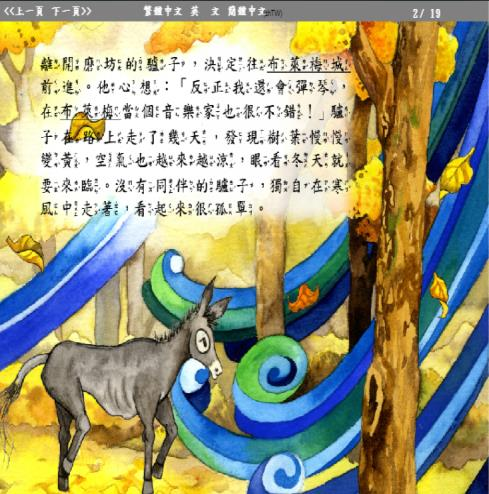 <<上一頁 下一頁>> 繁體中文 英 文 簡體中文 2/ 19
離開磨坊的驢子，決定往布萊梅城
前進。他心想：「反正我還會彈琴，
在布萊梅當個音樂家也很不錯！」驢
子在路上走了幾天，發現樹葉慢慢
變黃，空氣也越來越涼，眼看冬天就
要來臨。沒有同伴的驢子，獨自在寒
風中走著，看起來很孤單。